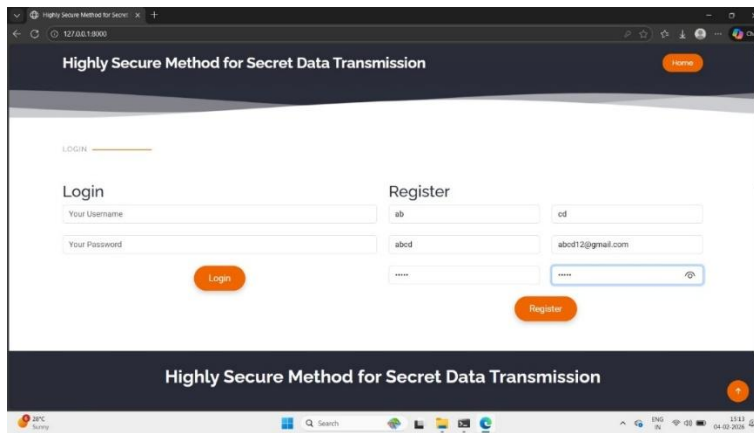 Highly Secure Method for Secret
127.0.0.1:8000
Highly Secure Method for Secret Data Transmission
Home
LOGIN
Login
Register
Your Username
ab
cd
Your Password
abcd
abcd12@gmail.com
•••••
•••••
Login
Register
Highly Secure Method for Secret Data Transmission
28°C
Sunny
Search
ENG
IN
15:13
04-02-2026